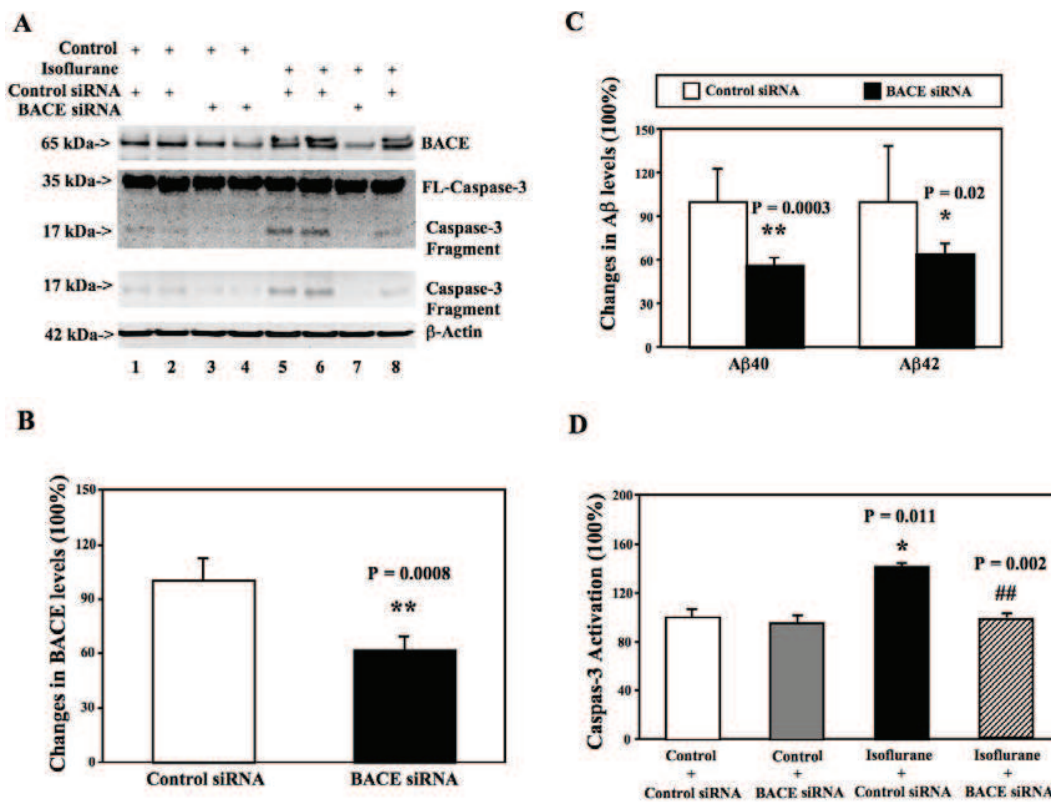 A
Control + + + +
Isoflurane + + + +
Control siRNA + + + + +
BACE siRNA + + +
65 kDa-> BACE
35 kDa-> FL-Caspase-3
17 kDa-> Caspase-3
Fragment
17 kDa-> Caspase-3
Fragment
42 kDa-> β-Actin
1 2 3 4 5 6 7 8
C
Control siRNA BACE siRNA
Changes in Aβ levels (100%)
150
120
90
60
30
0
P = 0.0003
**
P = 0.02
*
Aβ40 Aβ42
B
Changes in BACE levels (100%)
150
120
90
60
30
0
P = 0.0008
**
Control siRNA BACE siRNA
D
Caspas-3 Activation (100%)
200
160
120
80
40
0
P = 0.011
*
P = 0.002
##
Control Control Isoflurane Isoflurane
+ + + +
Control siRNA BACE siRNA Control siRNA BACE siRNA